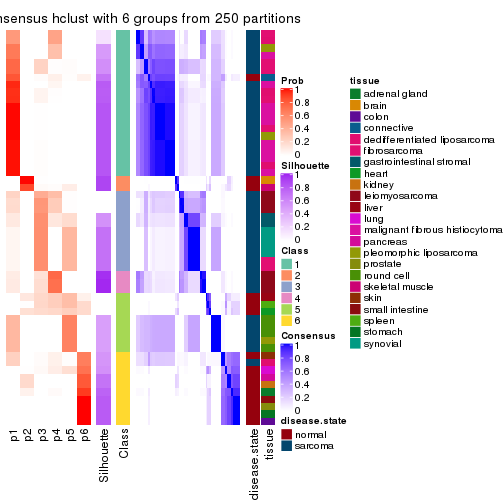 nsensus hclust with 6 groups from 250 partitions
p1
p2
p3
p4
p5
p6
Silhouette
Class
disease.state
tissue
Prob
1
0.8
0.6
0.4
0.2
0
Silhouette
1
0.8
0.6
0.4
0.2
0
Class
1
2
3
4
5
6
Consensus
1
0.8
0.6
0.4
0.2
0
disease.state
normal
sarcoma
tissue
adrenal gland
brain
colon
connective
dedifferentiated liposarcoma
fibrosarcoma
gastrointestinal stromal
heart
kidney
leiomyosarcoma
liver
lung
malignant fibrous histiocytoma
pancreas
pleomorphic liposarcoma
prostate
round cell
skeletal muscle
skin
small intestine
spleen
stomach
synovial